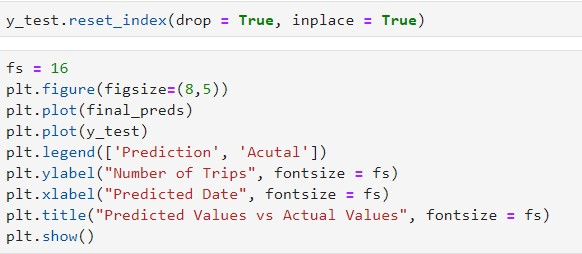 y_test.reset_index(drop = True, inplace = True)
fs = 16
plt.figure(figsize=(8,5))
plt.plot(final_preds)
plt.plot(y_test)
plt.legend(['Prediction', 'Acutal'])
plt.ylabel("Number of Trips", fontsize = fs)
plt.xlabel("Predicted Date", fontsize = fs)
plt.title("Predicted Values vs Actual Values", fontsize = fs)
plt.show()